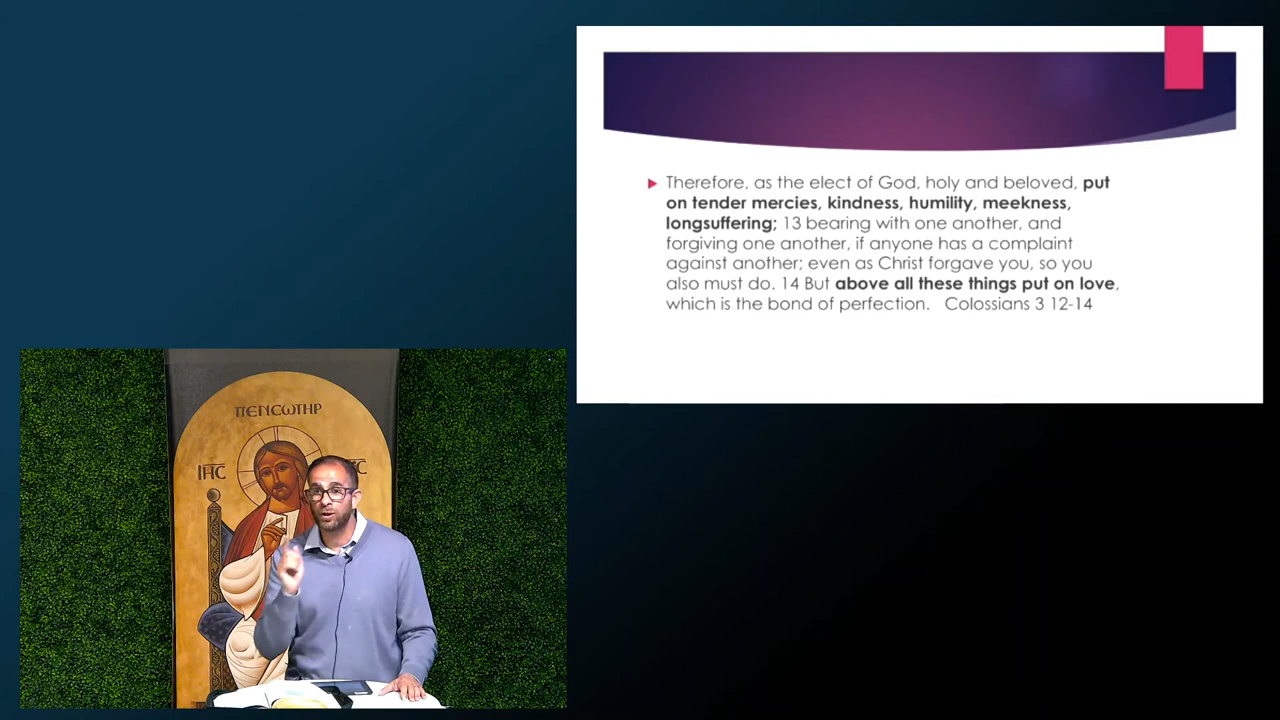 Therefore, as the elect of God, holy and beloved, put
on tender mercies, kindness, humility, meekness,
longsuffering; 13 bearing with one another, and
forgiving one another, if anyone has a complaint
against another; even as Christ forgave you, so you
also must do. 14 But above all these things put on love,
which is the bond of perfection. Colossians 3 12-14
ⲠⲈⲚⲤⲰⲦⲎⲢ
ⲒⲎⲤ